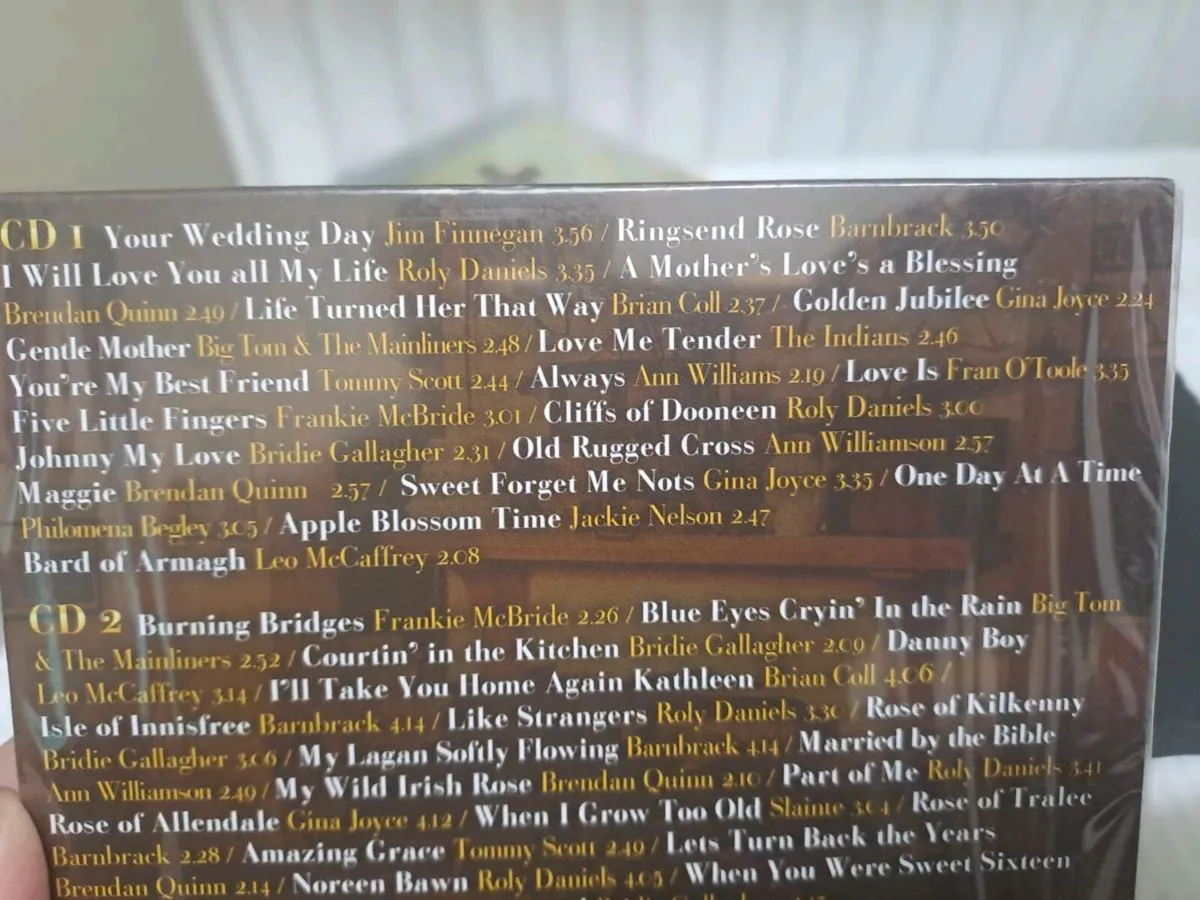 CD 1 Your Wedding Day Jim Finnegan 3.56 / Ringsend Rose Barnbrack 3.50
I Will Love You all My Life Roly Daniels 3.35 / A Mother's Love's a Blessing
Brendan Quinn 2.49 / Life Turned Her That Way Brian Coll 2.37 / Golden Jubilee Gina Joyce 2.24
Gentle Mother Big Tom & The Mainliners 2.48 / Love Me Tender The Indians 2.46
You're My Best Friend Tommy Scott 2.44 / Always Ann Williams 2.19 / Love Is Fran O'Toole 3.35
Five Little Fingers Frankie McBride 3.01 / Cliffs of Dooneen Roly Daniels 3.00
Johnny My Love Bridie Gallagher 2.31 / Old Rugged Cross Ann Williamson 2.57
Maggie Brendan Quinn 2.57 / Sweet Forget Me Nots Gina Joyce 3.35 / One Day At A Time
Philomena Begley 3.05 / Apple Blossom Time Jackie Nelson 2.47
Bard of Armagh Leo McCaffrey 2.08
CD 2 Burning Bridges Frankie McBride 2.26 / Blue Eyes Cryin' In the Rain Big Tom
& The Mainliners 2.52 / Courtin' in the Kitchen Bridie Gallagher 2.09 / Danny Boy
Leo McCaffrey 3.14 / I'll Take You Home Again Kathleen Brian Coll 4.06 /
Isle of Innisfree Barnbrack 4.14 / Like Strangers Roly Daniels 3.30 / Rose of Kilkenny
Bridie Gallagher 3.06 / My Lagan Softly Flowing Barnbrack 4.14 / Married by the Bible
Ann Williamson 2.49 / My Wild Irish Rose Brendan Quinn 2.10 / Part of Me Roly Daniels 3.41
Rose of Allendale Gina Joyce 4.12 / When I Grow Too Old Slainte 3.04 / Rose of Tralee
Barnbrack 2.28 / Amazing Grace Tommy Scott 2.49 / Lets Turn Back the Years
Brendan Quinn 2.14 / Noreen Bawn Roly Daniels 4.05 / When You Were Sweet Sixteen